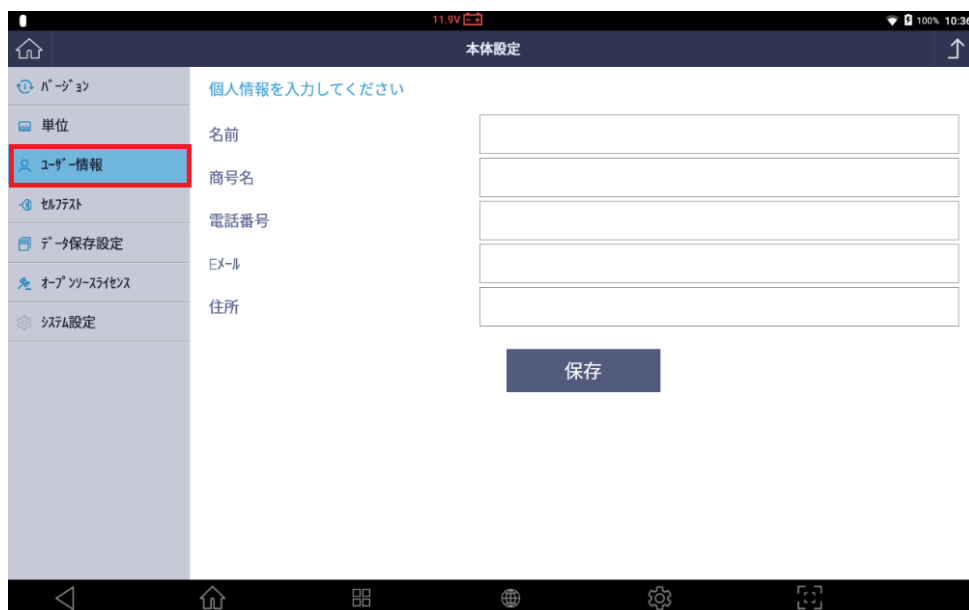 11.9V
100% 10:36
本体設定
ﾊﾞｰｼﾞｮﾝ
単位
ﾕｰｻﾞｰ情報
ｾﾙﾌﾃｽﾄ
ﾃﾞｰﾀ保存設定
ｵｰﾌﾟﾝｿｰｽﾗｲｾﾝｽ
ｼｽﾃﾑ設定
個人情報を入力してください
名前
商号名
電話番号
Eﾒｰﾙ
住所
保存